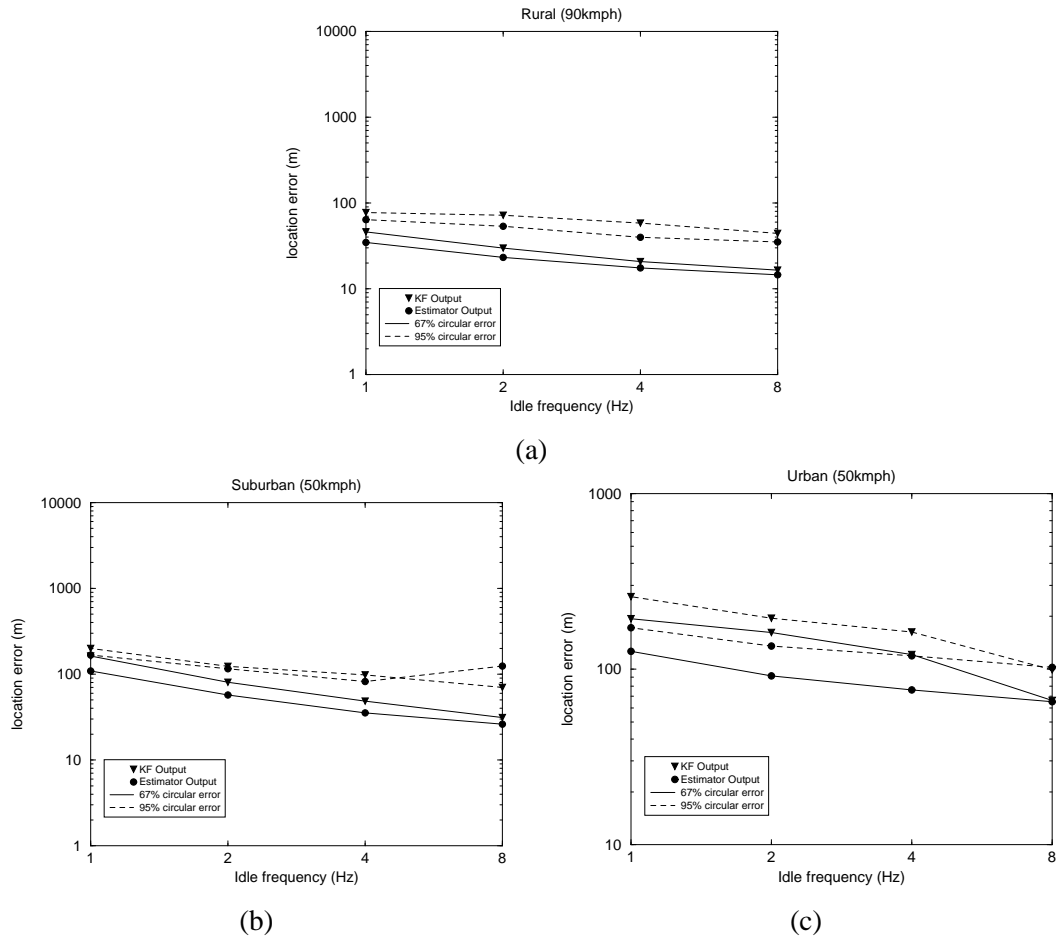 Rural (90kmph)
10000
1000
100
10
1
location error (m)
KF Output
Estimator Output
67% circular error
95% circular error
1 2 4 8
Idle frequency (Hz)
(a)
Suburban (50kmph)
10000
1000
100
10
1
location error (m)
KF Output
Estimator Output
67% circular error
95% circular error
1 2 4 8
Idle frequency (Hz)
(b)
Urban (50kmph)
1000
100
10
location error (m)
KF Output
Estimator Output
67% circular error
95% circular error
1 2 4 8
Idle frequency (Hz)
(c)